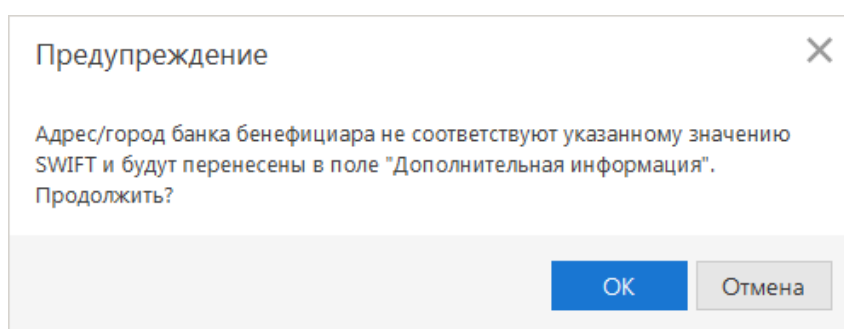 Предупреждение
Адрес/город банка бенефициара не соответствуют указанному значению
SWIFT и будут перенесены в поле "Дополнительная информация".
Продолжить?
OK
Отмена